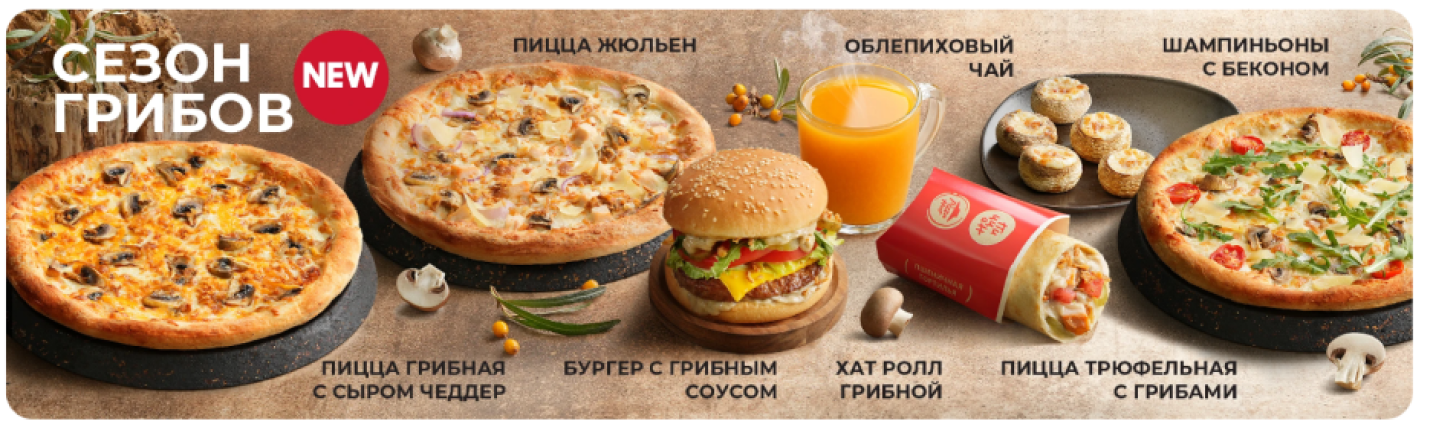 СЕЗОН
ГРИБОВ
NEW
ПИЦЦА ЖЮЛЬЕН
ОБЛЕПИХОВЫЙ
ЧАЙ
ШАМПИНЬОНЫ
С БЕКОНОМ
ПИЦЦА ГРИБНАЯ
С СЫРОМ ЧЕДДЕР
БУРГЕР С ГРИБНЫМ
СОУСОМ
ХАТ РОЛЛ
ГРИБНОЙ
ПИЦЦА ТРЮФЕЛЬНАЯ
С ГРИБАМИ